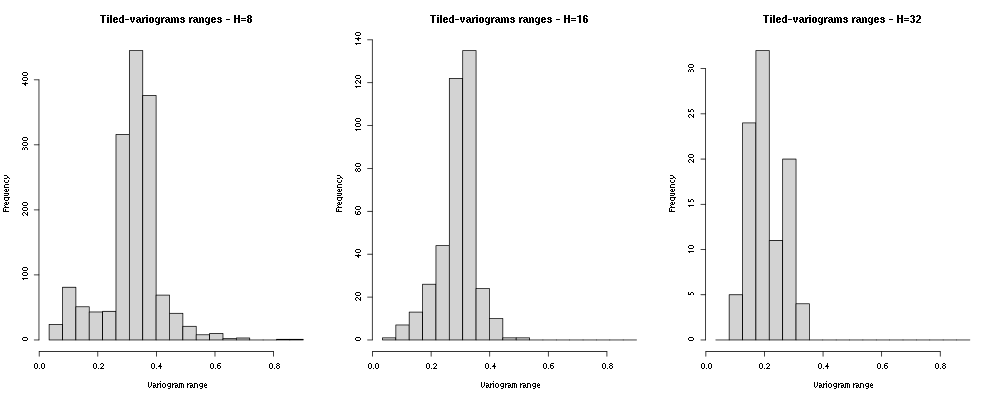 Tiled-variograms ranges - H=8
Frequency
400
300
200
100
0
0.0 0.2 0.4 0.6 0.8
Variogram range
Tiled-variograms ranges - H=16
Frequency
140
120
100
80
60
40
20
0
0.0 0.2 0.4 0.6 0.8
Variogram range
Tiled-variograms ranges - H=32
Frequency
30
25
20
15
10
5
0
0.0 0.2 0.4 0.6 0.8
Variogram range